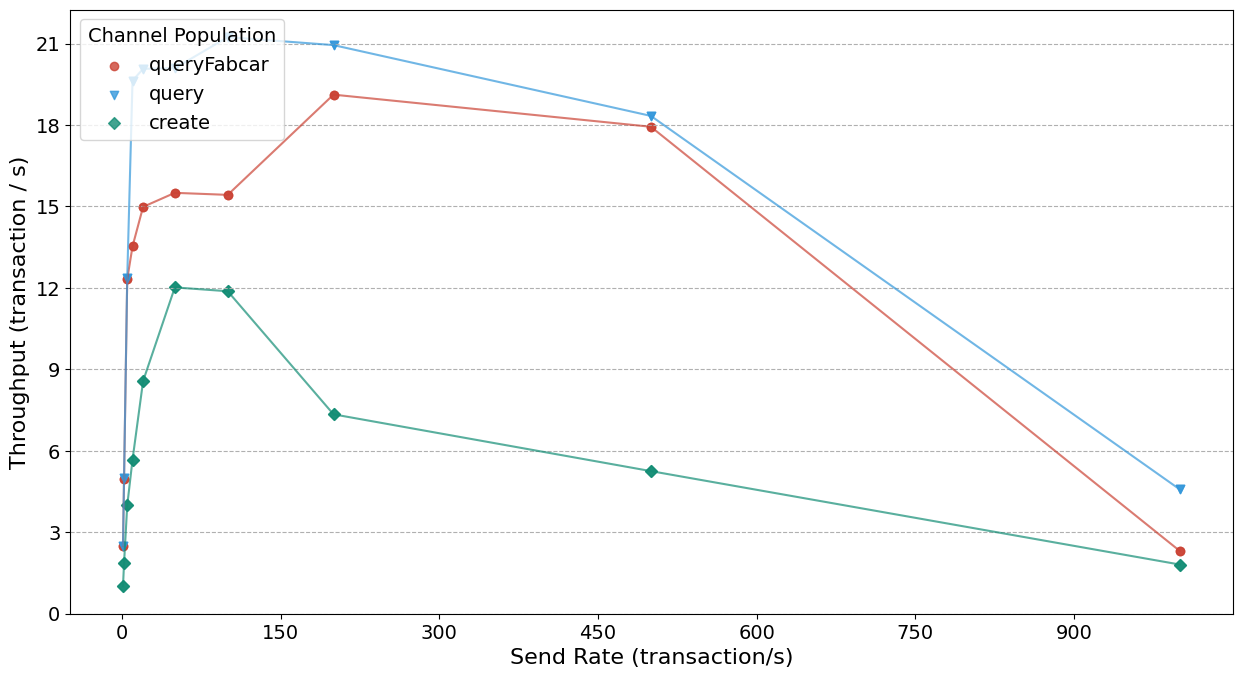 Channel Population
queryFabcar
query
create
21
18
15
12
9
6
3
0
Throughput (transaction / s)
0 150 300 450 600 750 900
Send Rate (transaction/s)